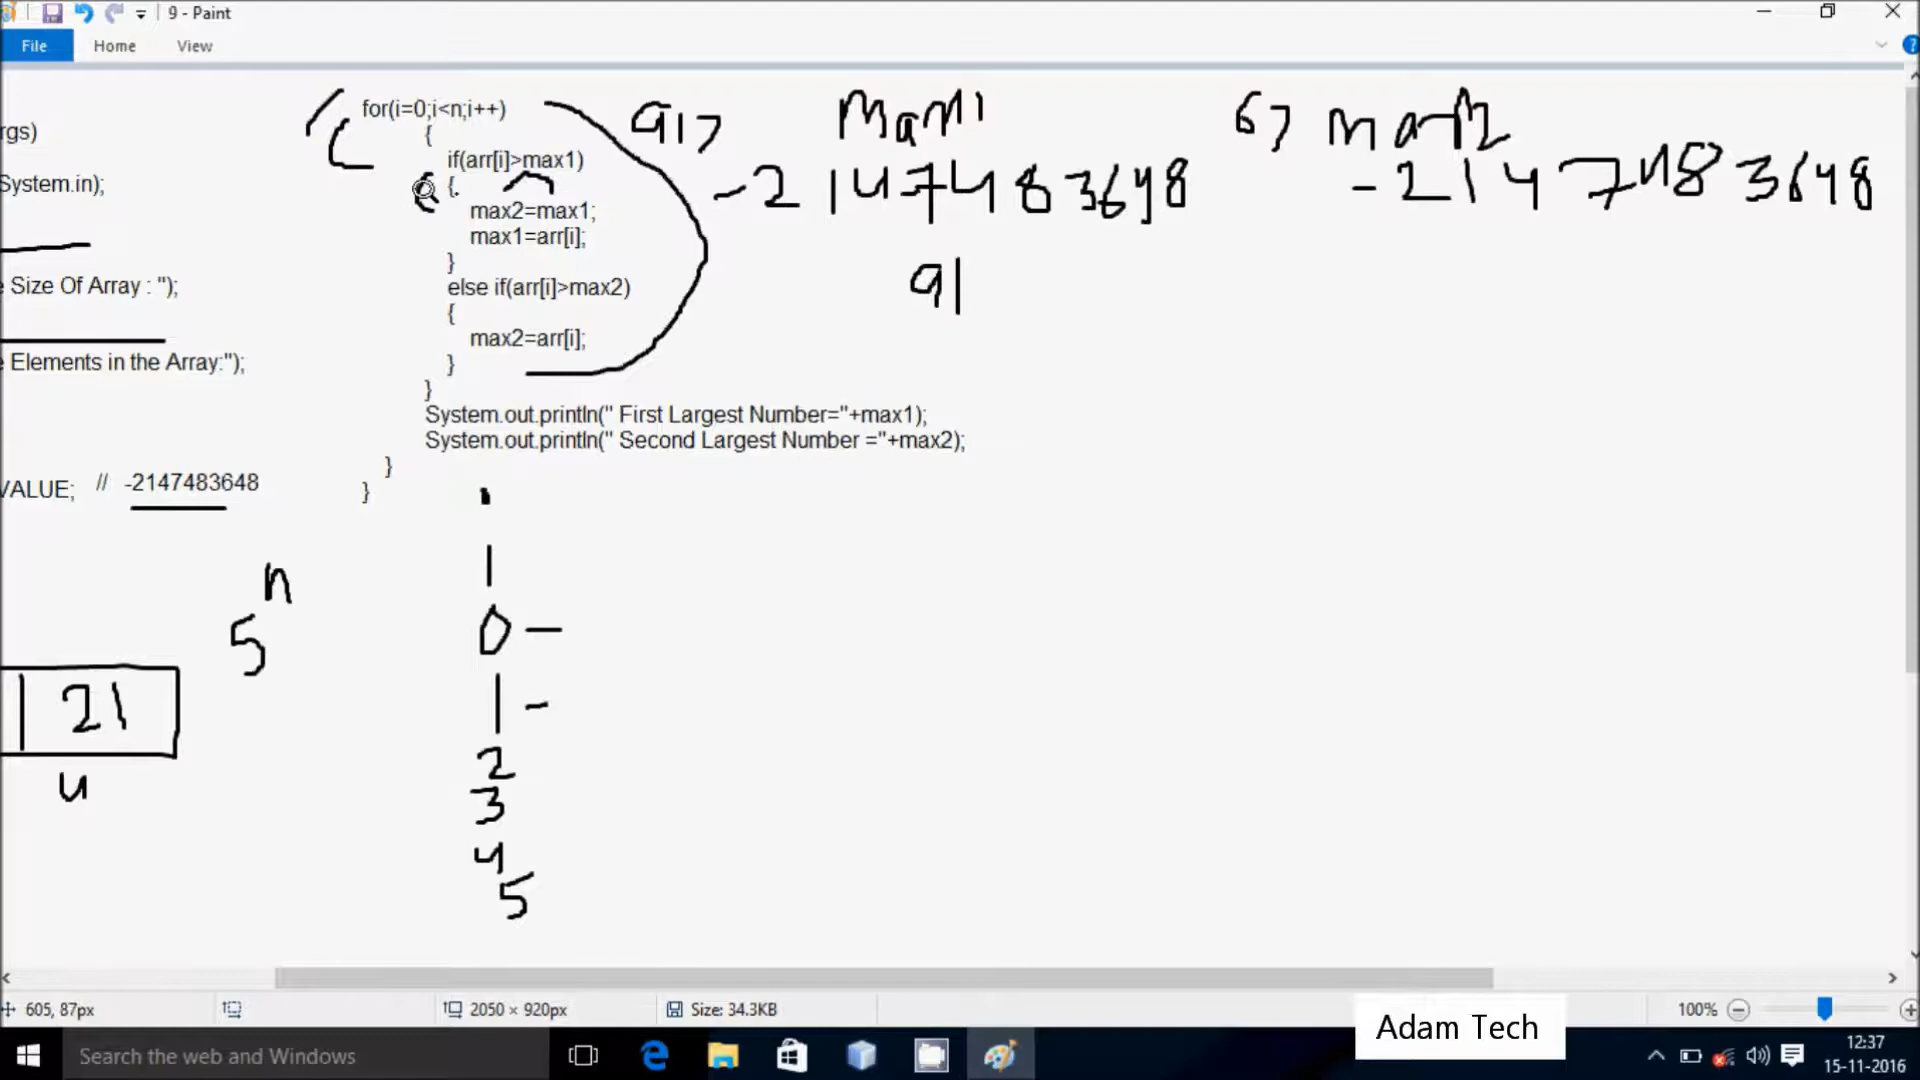 9 - Paint
File Home View
rgs)
System.in);
e Size Of Array : ");
e Elements in the Array:");
VALUE; // -2147483648
for(i=0;i<n;i++)
{
if(arr[i]>max1)
{
max2=max1;
max1=arr[i];
}
else if(arr[i]>max2)
{
max2=arr[i];
}
}
System.out.println(" First Largest Number="+max1);
System.out.println(" Second Largest Number ="+max2);
}
}
91>
6>
max2
-2147483648
-2147483648
91
n
5
21
4
i
0 -
1 -
2
3
4
5
605, 87px
2050 × 920px
Size: 34.3KB
100%
Adam Tech
Search the web and Windows
12:37
15-11-2016